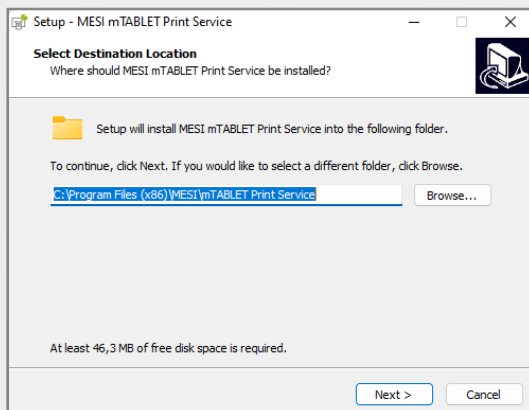 Setup - MESI mTABLET Print Service
Select Destination Location
Where should MESI mTABLET Print Service be installed?
Setup will install MESI mTABLET Print Service into the following folder.
To continue, click Next. If you would like to select a different folder, click Browse.
C:\Program Files (x86)\MESI\mTABLET Print Service
Browse...
At least 46,3 MB of free disk space is required.
Next >
Cancel